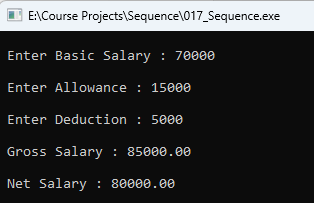 E:\Course Projects\Sequence\017_Sequence.exe
Enter Basic Salary : 70000
Enter Allowance : 15000
Enter Deduction : 5000
Gross Salary : 85000.00
Net Salary : 80000.00